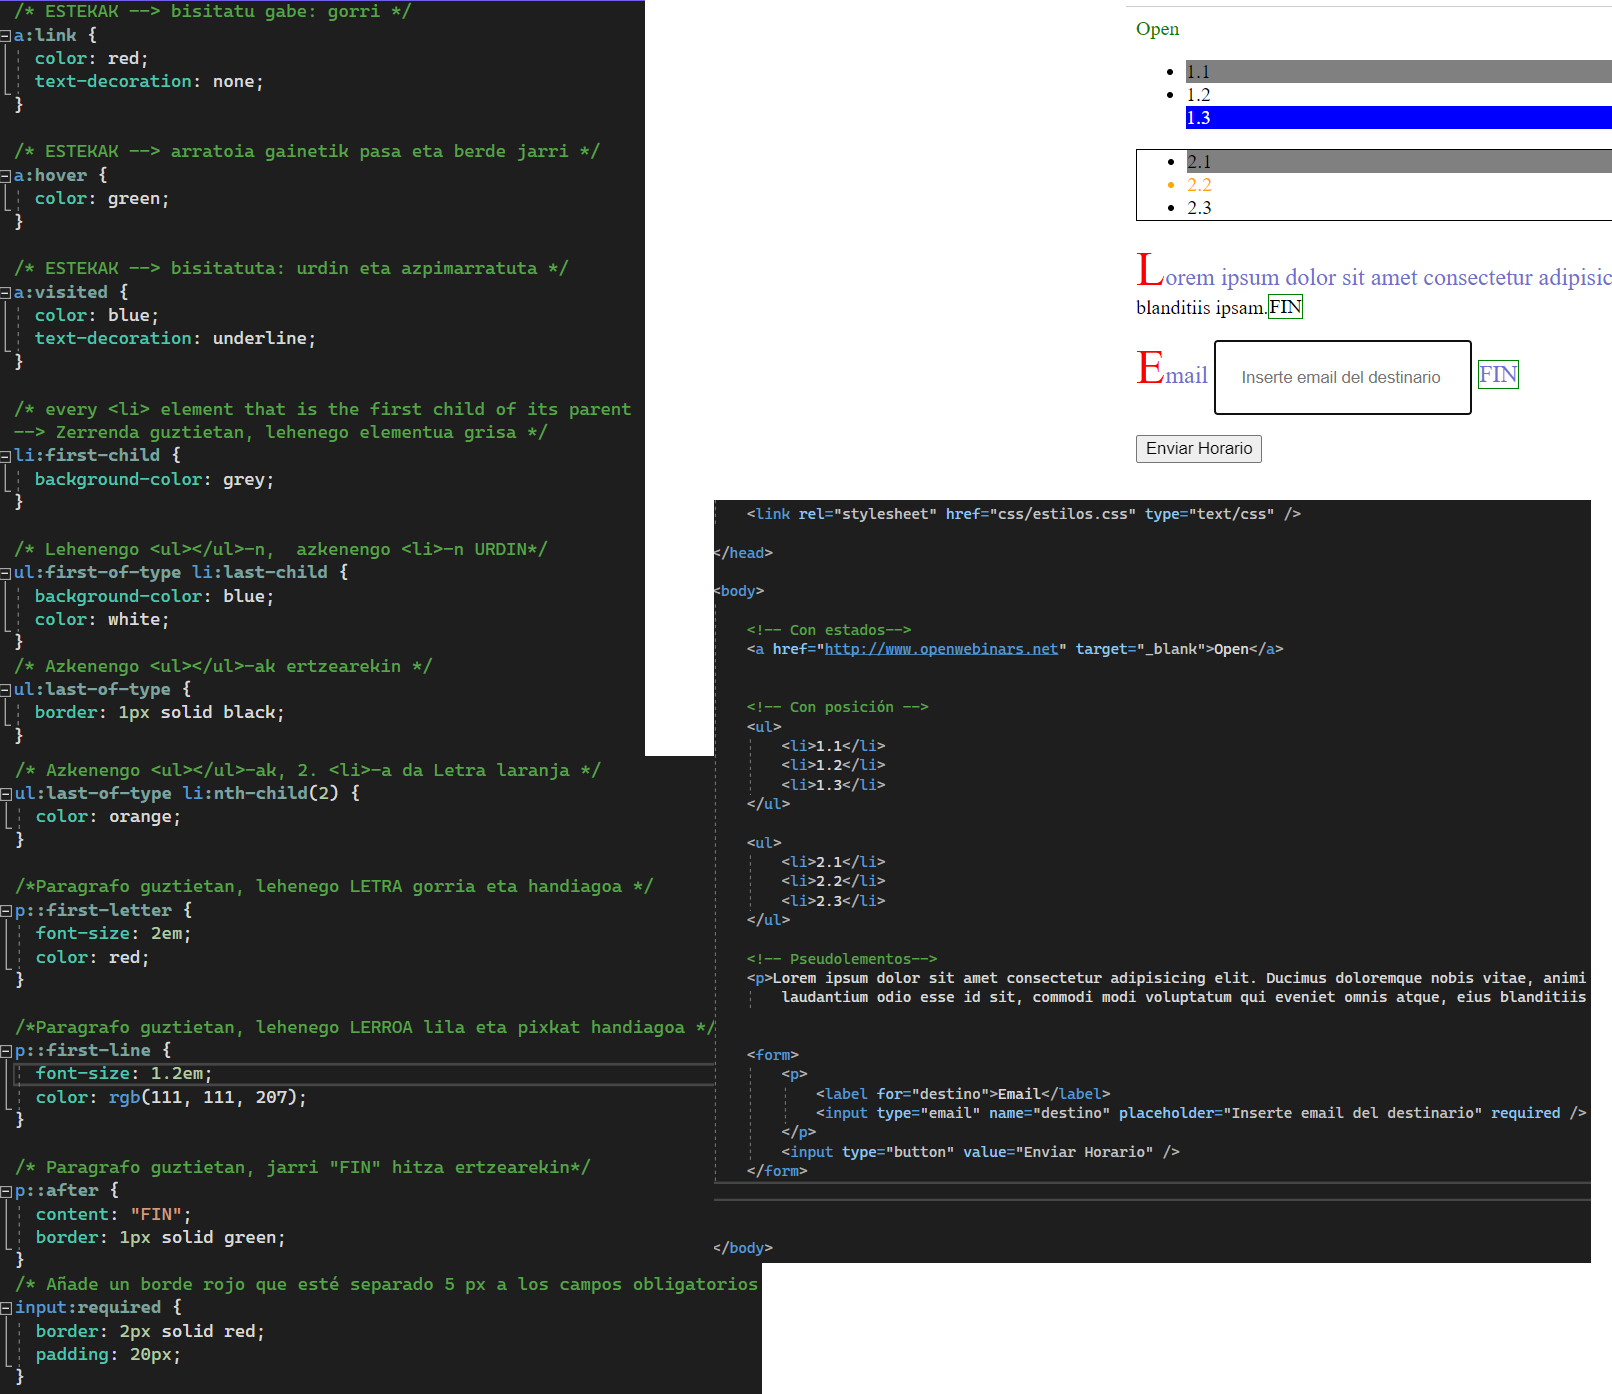 /* ESTEKAK --> bisitatu gabe: gorri */
a:link {
color: red;
text-decoration: none;
}
/* ESTEKAK --> arratoia gainetik pasa eta berde jarri */
a:hover {
color: green;
}
/* ESTEKAK --> bisitatuta: urdin eta azpimarratuta */
a:visited {
color: blue;
text-decoration: underline;
}
/* every <li> element that is the first child of its parent
--> Zerrenda guztietan, lehenego elementua grisa */
li:first-child {
background-color: grey;
}
/* Lehenengo <ul></ul>-n,  azkenengo <li>-n URDIN*/
ul:first-of-type li:last-child {
background-color: blue;
color: white;
}
/* Azkenengo <ul></ul>-ak ertzearekin */
ul:last-of-type {
border: 1px solid black;
}
/* Azkenengo <ul></ul>-ak, 2. <li>-a da Letra laranja */
ul:last-of-type li:nth-child(2) {
color: orange;
}
/*Paragrafo guztietan, lehenego LETRA gorria eta handiagoa */
p::first-letter {
font-size: 2em;
color: red;
}
/*Paragrafo guztietan, lehenego LERROA lila eta pixkat handiagoa */
p::first-line {
font-size: 1.2em;
color: rgb(111, 111, 207);
}
/* Paragrafo guztietan, jarri "FIN" hitza ertzearekin*/
p::after {
content: "FIN";
border: 1px solid green;
}
/* Añade un borde rojo que esté separado 5 px a los campos obligatorios
input:required {
border: 2px solid red;
padding: 20px;
}
Open
1.1
1.2
1.3
2.1
2.2
2.3
Lorem ipsum dolor sit amet consectetur adipisic
blanditiis ipsam.FIN
Email Inserte email del destinario FIN
Enviar Horario
<link rel="stylesheet" href="css/estilos.css" type="text/css" />
</head>
<body>
<!-- Con estados-->
<a href="http://www.openwebinars.net" target="_blank">Open</a>
<!-- Con posición -->
<ul>
<li>1.1</li>
<li>1.2</li>
<li>1.3</li>
</ul>
<ul>
<li>2.1</li>
<li>2.2</li>
<li>2.3</li>
</ul>
<!-- Pseudolementos-->
<p>Lorem ipsum dolor sit amet consectetur adipisicing elit. Ducimus doloremque nobis vitae, animi
laudantium odio esse id sit, commodi modi voluptatum qui eveniet omnis atque, eius blanditiis
<form>
<p>
<label for="destino">Email</label>
<input type="email" name="destino" placeholder="Inserte email del destinario" required />
</p>
<input type="button" value="Enviar Horario" />
</form>
</body>